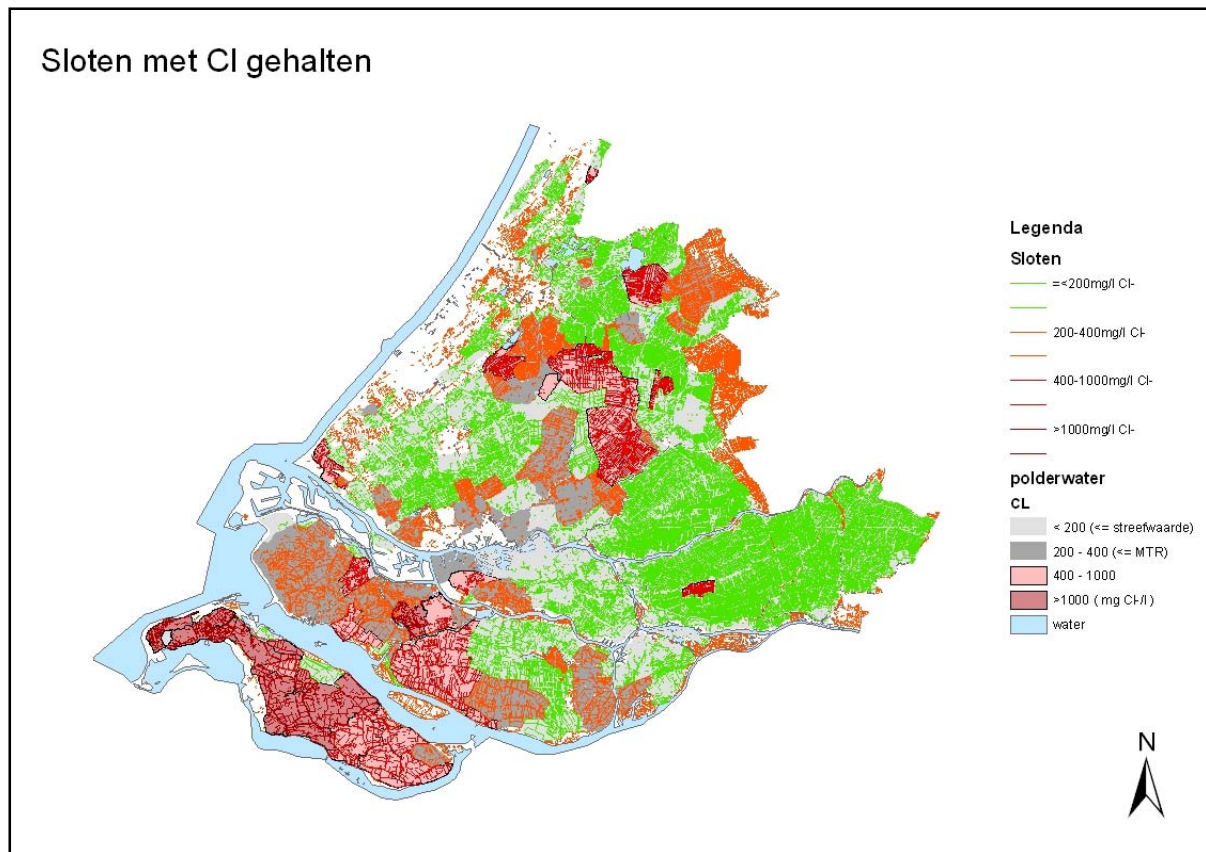 Sloten met Cl gehalten
Legenda
Sloten
=<200mg/l Cl-
200-400mg/l Cl-
400-1000mg/l Cl-
>1000mg/l Cl-
polderwater
CL
< 200 (<= streefwaarde)
200 - 400 (<= MTR)
400 - 1000
>1000 ( mg Cl-/l )
water
N